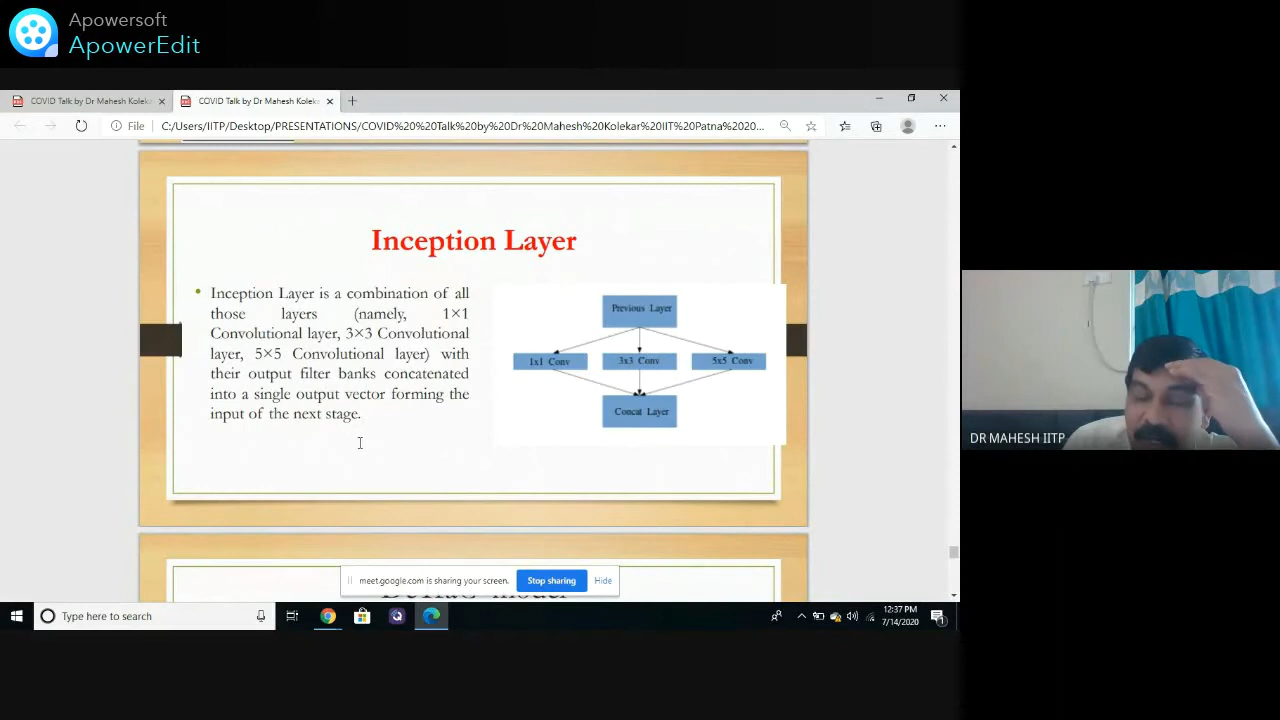 Apowersoft
ApowerEdit
COVID Talk by Dr Mahesh Koleka
COVID Talk by Dr Mahesh Koleka
File
C:/Users/IITP/Desktop/PRESENTATIONS/COVID%20%20Talk%20by%20Dr%20Mahesh%20Kolekar%20IIT%20Patna%2020...
Inception Layer
• Inception Layer is a combination of all
those layers (namely, 1×1
Convolutional layer, 3×3 Convolutional
layer, 5×5 Convolutional layer) with
their output filter banks concatenated
into a single output vector forming the
input of the next stage.
Previous Layer
1x1 Conv
3x3 Conv
5x5 Conv
Concat Layer
DR MAHESH IITP
meet.google.com is sharing your screen.
Stop sharing
Hide
model
Type here to search
12:37 PM
7/14/2020
1